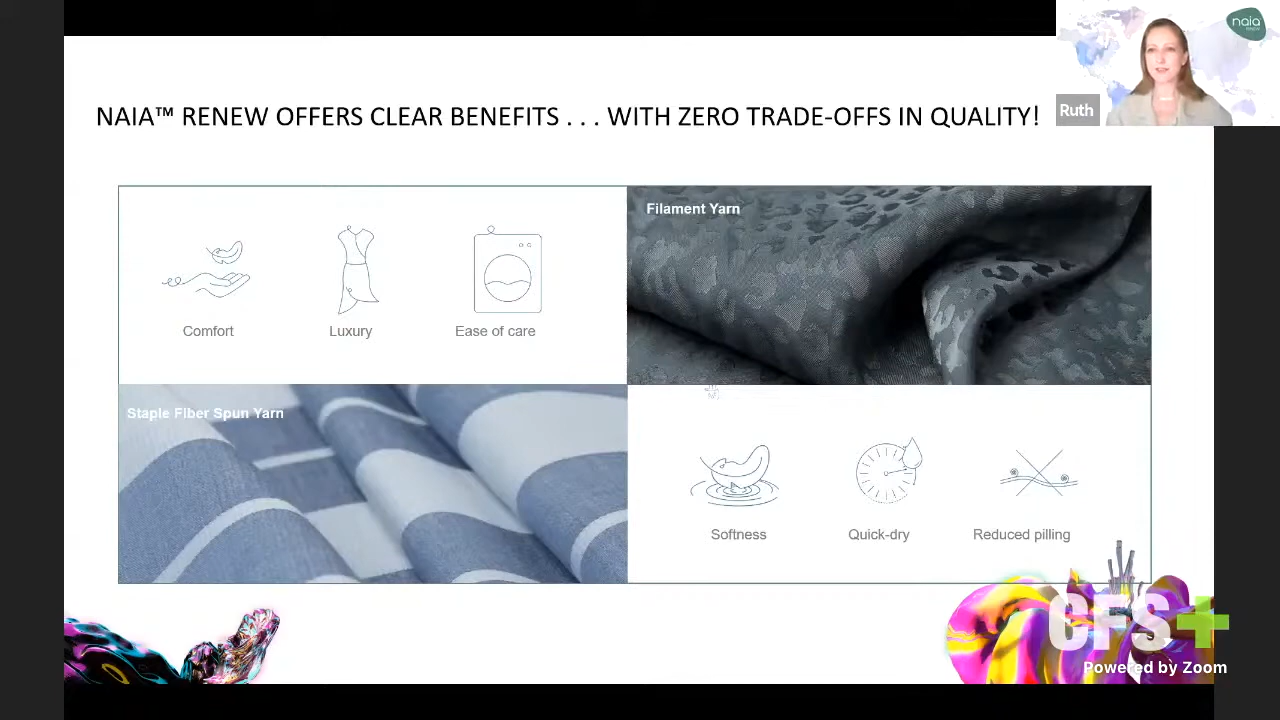 naia
NAIA™ RENEW OFFERS CLEAR BENEFITS . . . WITH ZERO TRADE-OFFS IN QUALITY!
Ruth
Filament Yarn
Comfort
Luxury
Ease of care
Staple Fiber Spun Yarn
Softness
Quick-dry
Reduced pilling
CFS+
Powered by Zoom